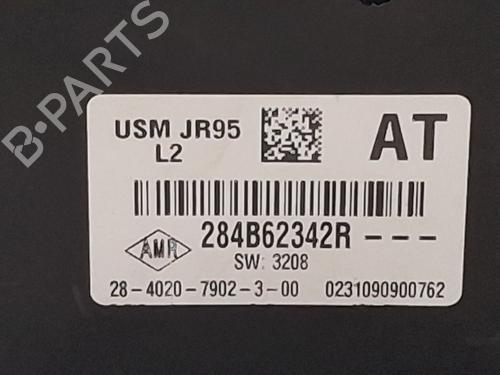 B-PARTS
USM JR95
L2
AT
284B62342R---
AMR
SW: 3208
28-4020-7902-3-00 0231090900762